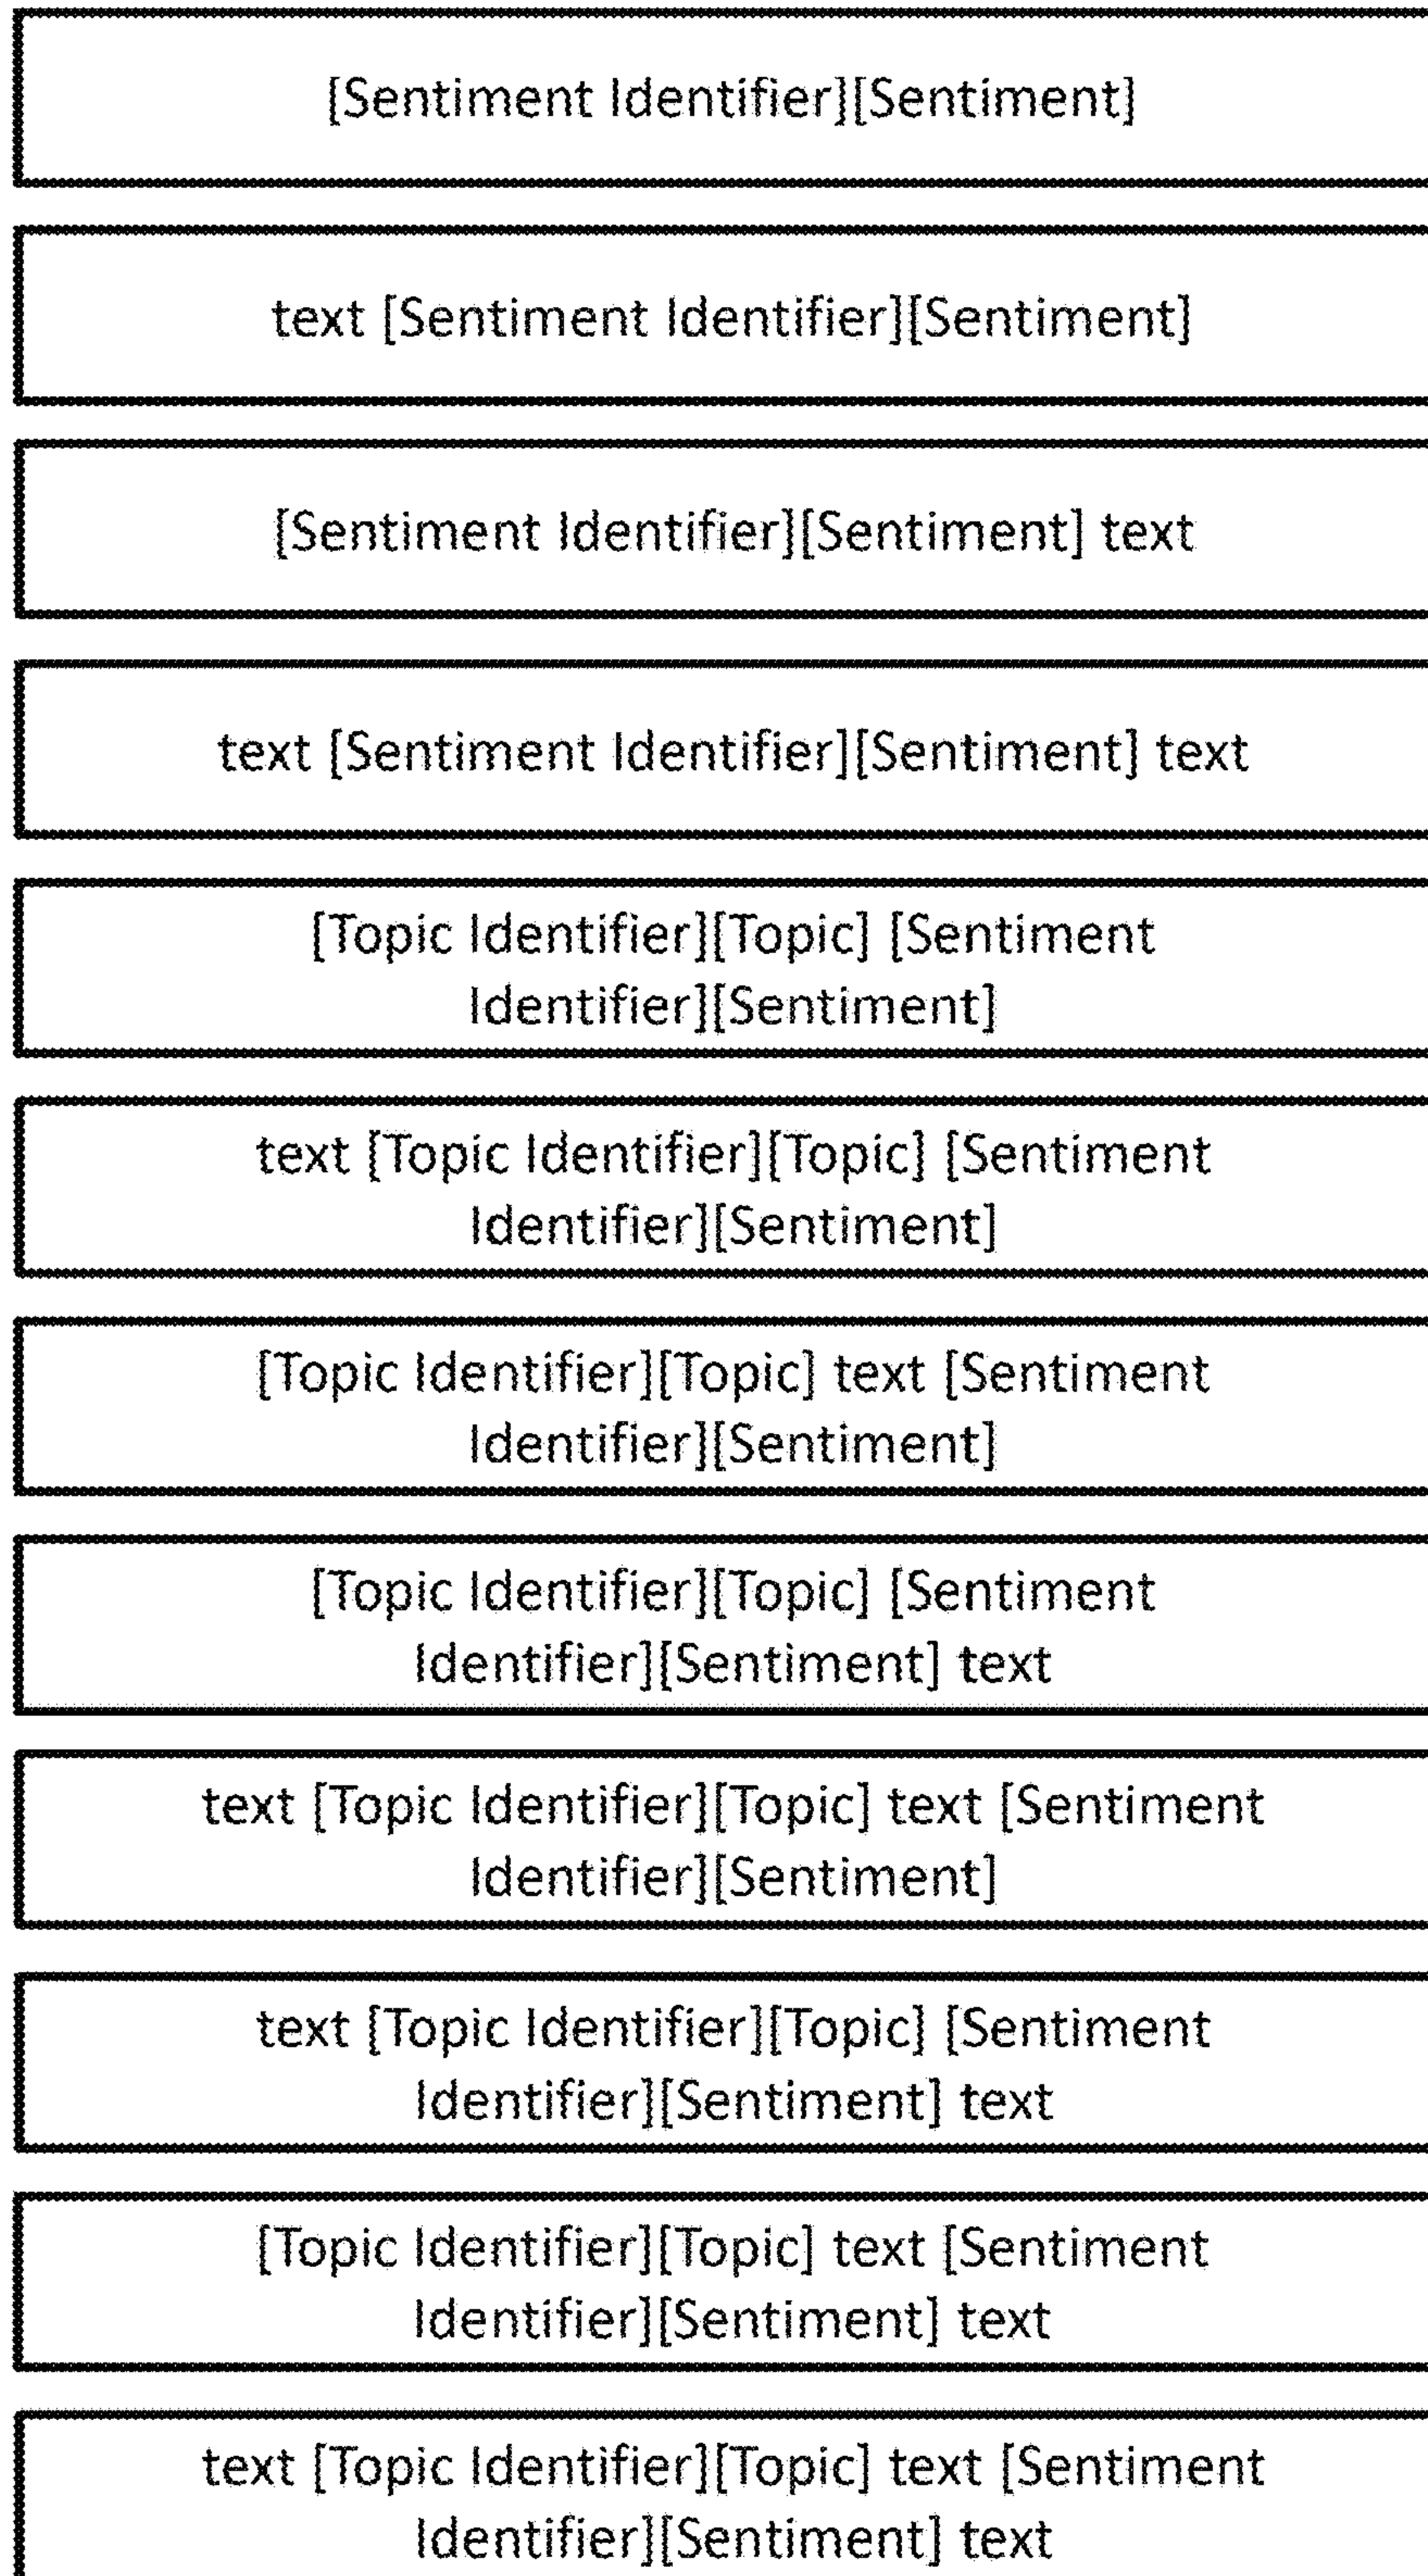 [Sentiment Identifier][Sentiment]
text [Sentiment Identifier][Sentiment]
[Sentiment Identifier][Sentiment] text
text [Sentiment Identifier][Sentiment] text
[Topic Identifier][Topic] [Sentiment
Identifier][Sentiment]
text [Topic Identifier][Topic] [Sentiment
Identifier][Sentiment]
[Topic Identifier][Topic] text [Sentiment
Identifier][Sentiment]
[Topic Identifier][Topic] [Sentiment
Identifier][Sentiment] text
text [Topic Identifier][Topic] text [Sentiment
Identifier][Sentiment]
text [Topic Identifier][Topic] [Sentiment
Identifier][Sentiment] text
[Topic Identifier][Topic] text [Sentiment
Identifier][Sentiment] text
text [Topic Identifier][Topic] text [Sentiment
Identifier][Sentiment] text